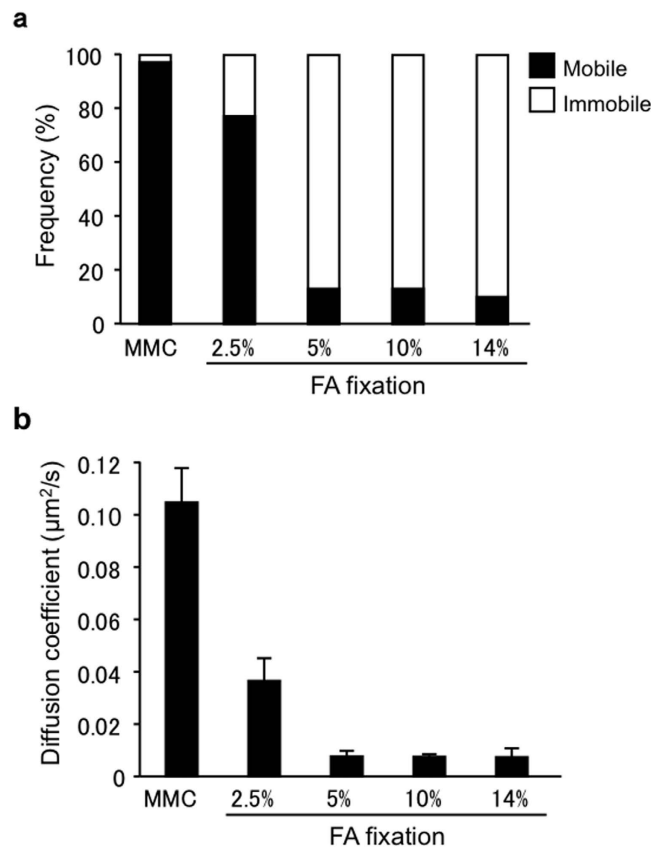 a
Frequency (%)
100
80
60
40
20
0
MMC 2.5% 5% 10% 14%
FA fixation
Mobile
Immobile
b
Diffusion coefficient (μm²/s)
0.12
0.10
0.08
0.06
0.04
0.02
0
MMC 2.5% 5% 10% 14%
FA fixation